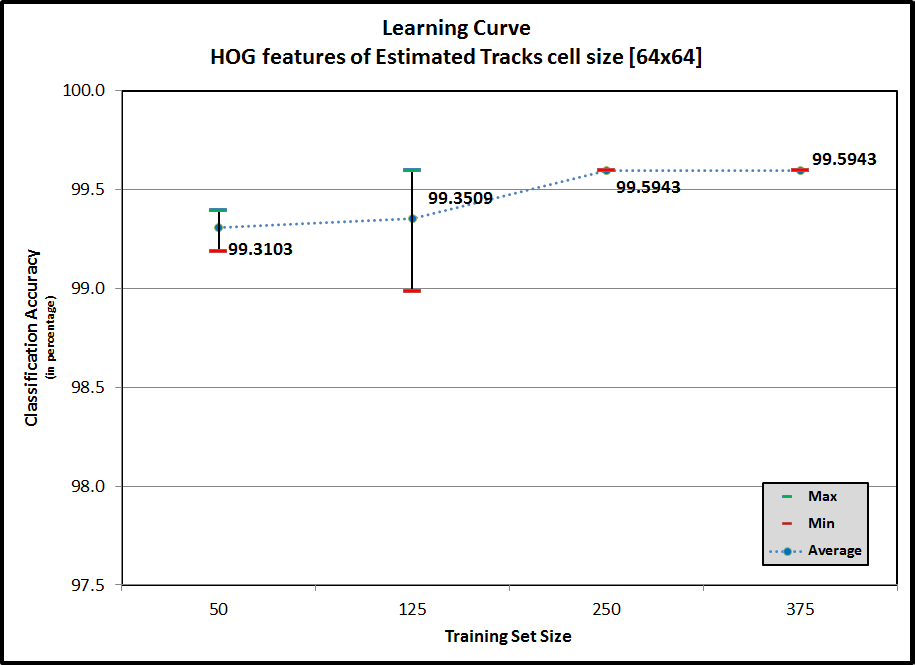 Learning Curve
HOG features of Estimated Tracks cell size [64x64]
100.0
99.5
99.0
98.5
98.0
97.5
Classification Accuracy
(in percentage)
99.3103
99.3509
99.5943
99.5943
Max
Min
Average
50 125 250 375
Training Set Size